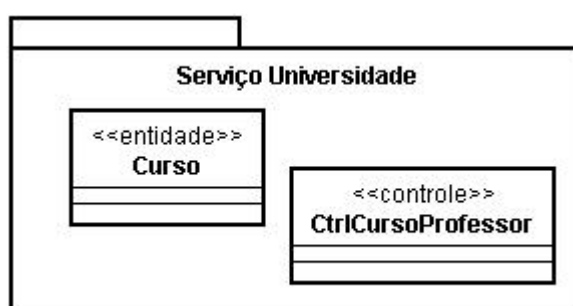 Serviço Universidade
<<entidade>>
Curso
<<controle>>
CtrlCursoProfessor